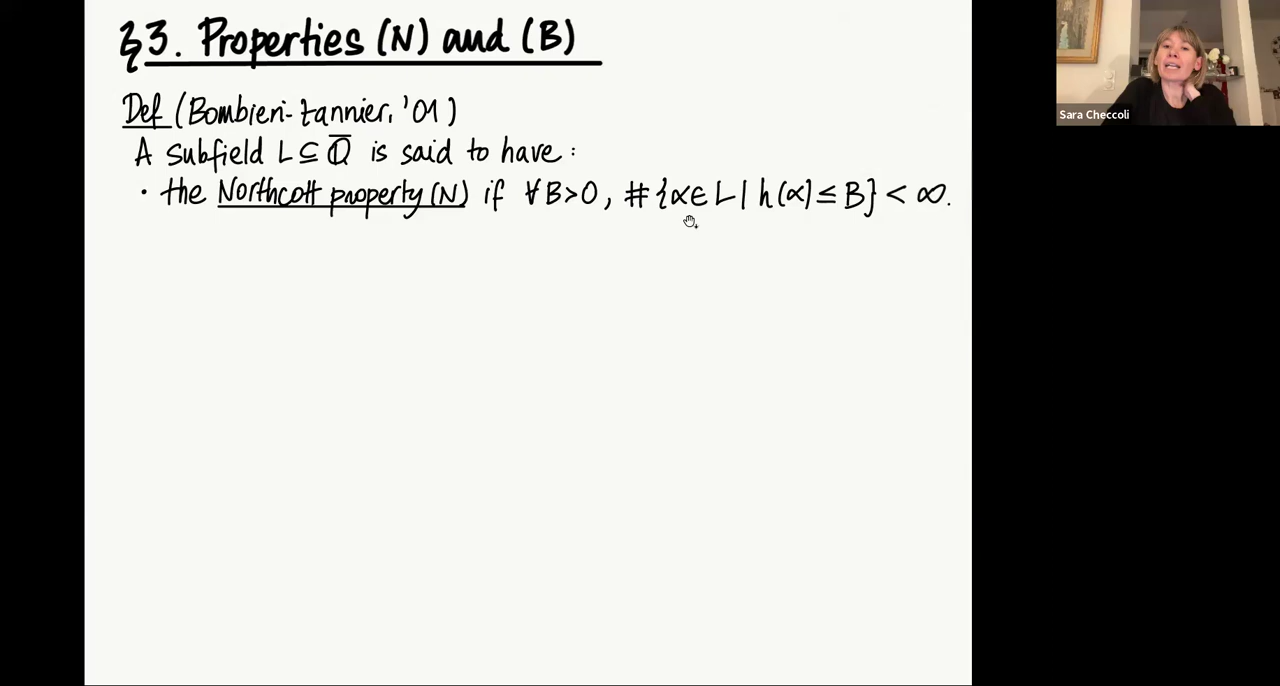 §3. Properties (N) and (B)
Def (Bombieri-Zannier, '01)
A subfield L ⊆ Q̅ is said to have :
• the Northcott property (N) if ∀B>0, #{α∈L | h(α) ≤ B} < ∞.
Sara Checcoli